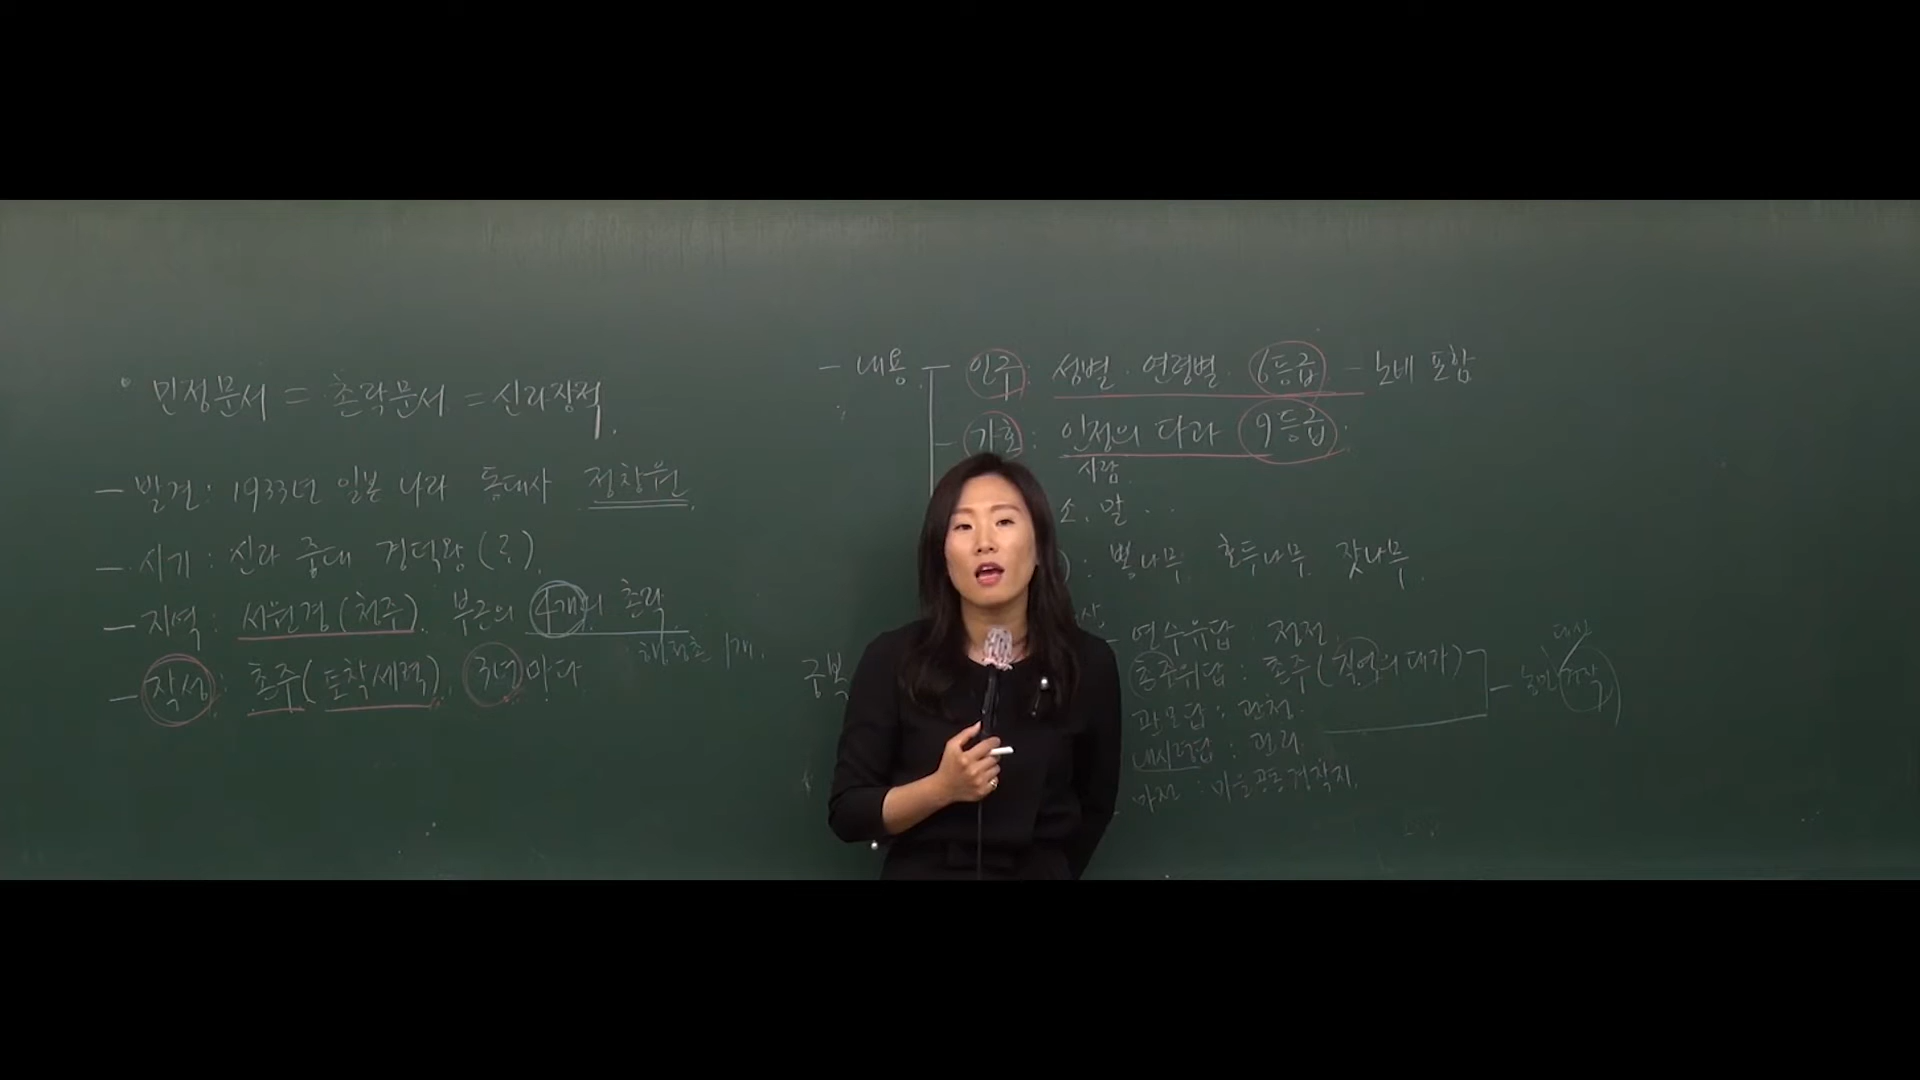 민정문서 = 촌락문서 = 신라장적.
- 발견 : 1933년 일본 나라 동대사 정창원.
- 시기 : 신라 중대 경덕왕 (?).
- 지역 : 서원경 (청주). 부근의 4개의 촌락.
1개.
- 작성 : 촌주 (토착세력). 3년마다
- 내용 - 인구 : 성별 · 연령별 6등급 - 노비 포함
- 가호 : 인정의 다과 9등급.
사람
소, 말 ..
) : 뽕나무 호두나무 잣나무.
연수유답 : 정전.
촌주위답 : 촌주 (직역의 대가)
관모답 : 관청.
내시령답 : 관리.
마전 : 마을공동경작지.
농민 경작